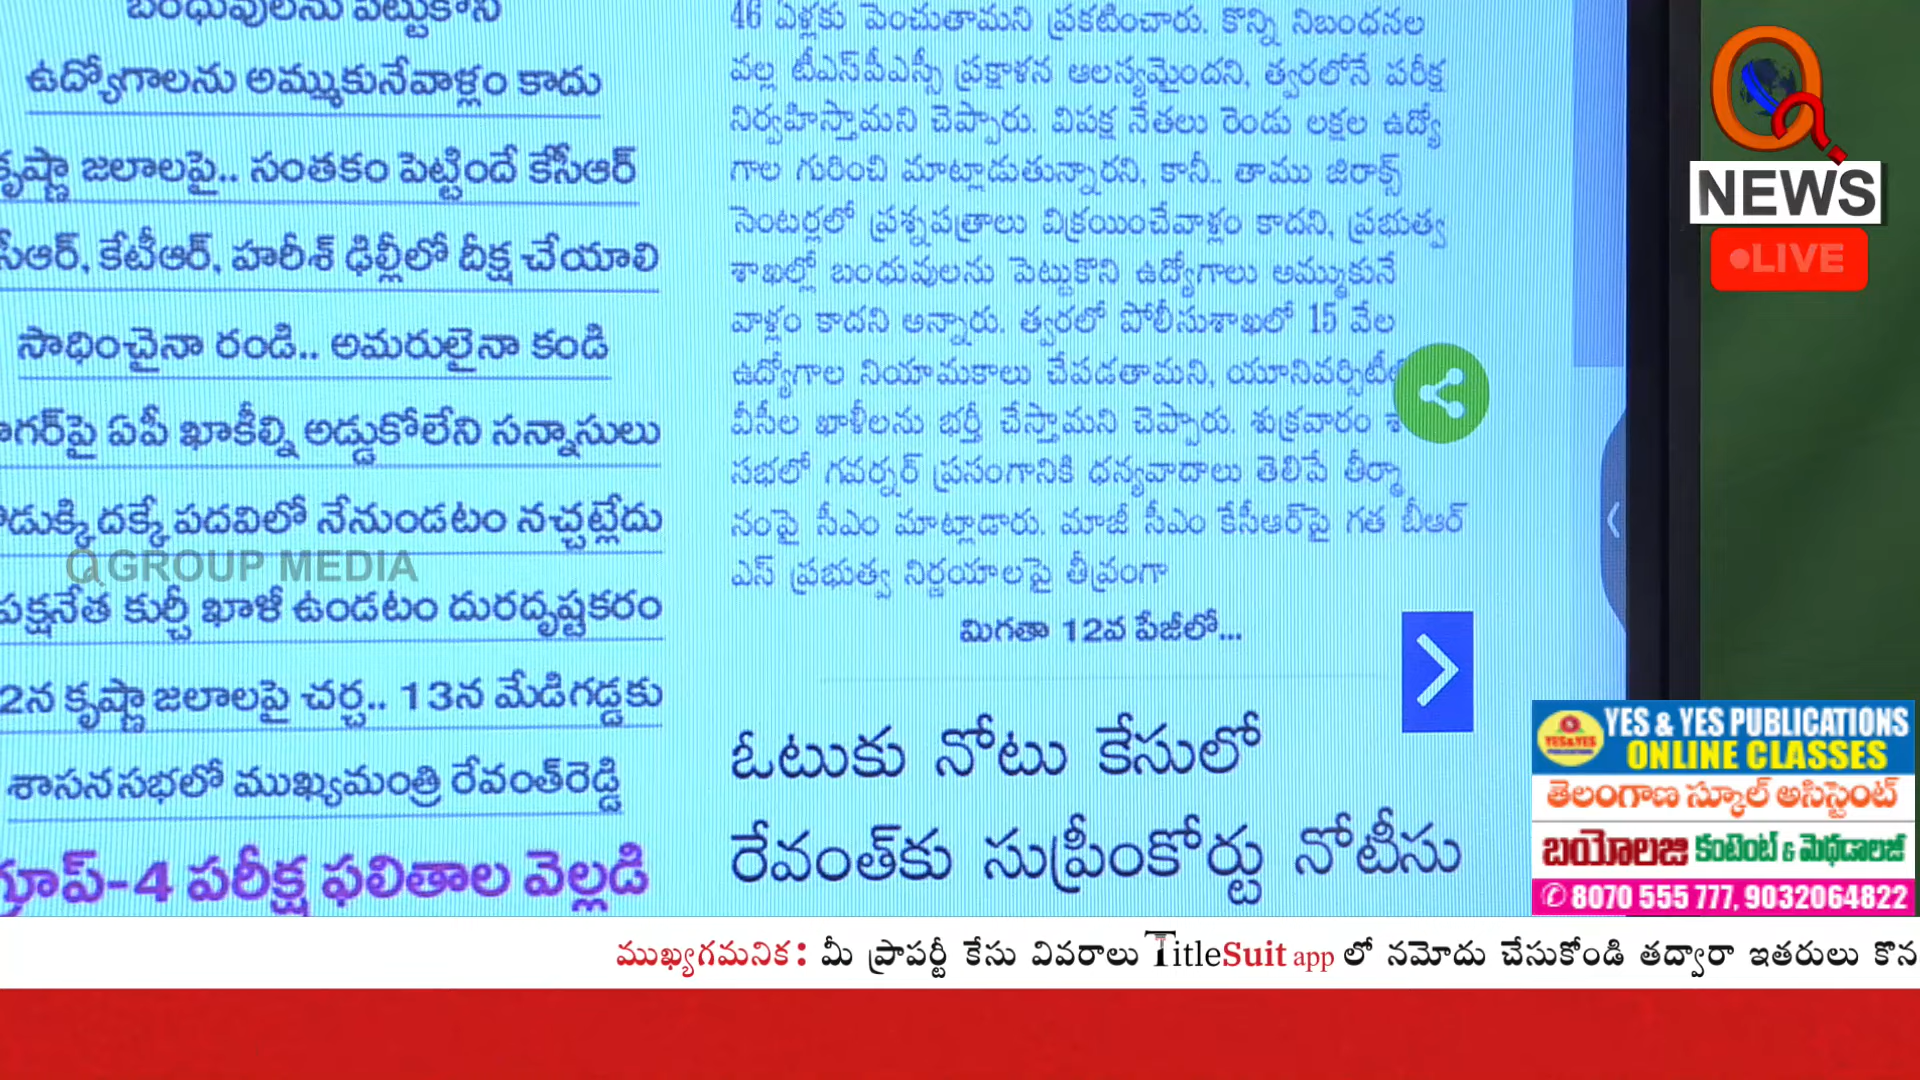 బంధువులను పెట్టుకొని
ఉద్యోగాలను అమ్ముకునేవాళ్లం కాదు
కృష్ణా జలాలపై.. సంతకం పెట్టిందే కేసీఆర్
సీఆర్, కేటీఆర్, హరీశ్ ఢిల్లీలో దీక్ష చేయాలి
సాధించైనా రండి.. అమరులైనా కండి
గర్‌పై ఏపీ ఖాకీల్ని అడ్డుకోలేని సన్నాసులు
డుక్కి దక్కే పదవిలో నేనుండటం నచ్చట్లేదు
పక్షనేత కుర్చీ ఖాళీ ఉండటం దురదృష్టకరం
2న కృష్ణా జలాలపై చర్చ.. 13న మేడిగడ్డకు
శాసనసభలో ముఖ్యమంత్రి రేవంత్‌రెడ్డి
గ్రూప్-4 పరీక్ష ఫలితాల వెల్లడి
46 ఏళ్లకు పెంచుతామని ప్రకటించారు. కొన్ని నిబంధనల
వల్ల టీఎస్‌పీఎస్సీ ప్రక్షాళన ఆలస్యమైందని, త్వరలోనే పరీక్ష
నిర్వహిస్తామని చెప్పారు. విపక్ష నేతలు రెండు లక్షల ఉద్యో
గాల గురించి మాట్లాడుతున్నారని, కానీ.. తాము జిరాక్స్
సెంటర్లలో ప్రశ్నపత్రాలు విక్రయించేవాళ్లం కాదని, ప్రభుత్వ
శాఖల్లో బంధువులను పెట్టుకొని ఉద్యోగాలు అమ్ముకునే
వాళ్లం కాదని అన్నారు. త్వరలో పోలీసుశాఖలో 15 వేల
ఉద్యోగాల నియామకాలు చేపడతామని, యూనివర్సిటీల
వీసీల ఖాళీలను భర్తీ చేస్తామని చెప్పారు. శుక్రవారం శా
సభలో గవర్నర్ ప్రసంగానికి ధన్యవాదాలు తెలిపే తీర్మా
నంపై సీఎం మాట్లాడారు. మాజీ సీఎం కేసీఆర్‌పై గత బీఆర్
ఎస్ ప్రభుత్వ నిర్ణయాలపై తీవ్రంగా
మిగతా 12వ పేజీలో...
ఓటుకు నోటు కేసులో
రేవంత్‌కు సుప్రీంకోర్టు నోటీసు
Q GROUP MEDIA
Q
NEWS
LIVE
YES & YES PUBLICATIONS
ONLINE CLASSES
YES&YES
తెలంగాణ స్కూల్ అసిస్టెంట్
బయోలజి కంటెంట్ & మెథడాలజీ
8070 555 777, 9032064822
ముఖ్యగమనిక: మీ ప్రాపర్టీ కేసు వివరాలు TitleSuit app లో నమోదు చేసుకోండి తద్వారా ఇతరులు కొన